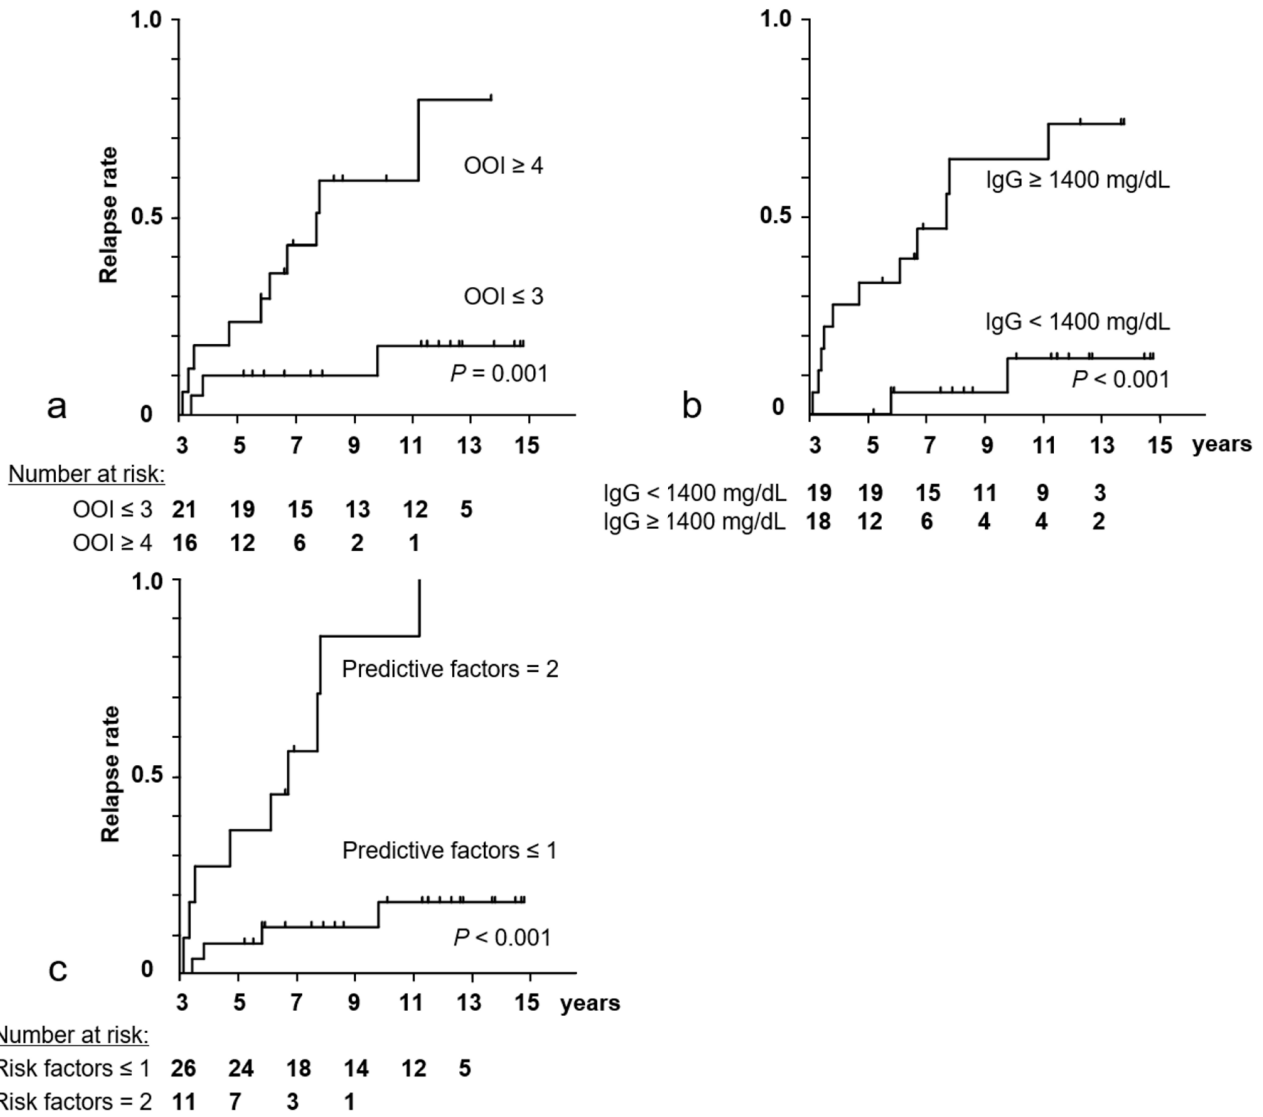 1.0
Relapse rate
OOI ≥ 4
0.5
OOI ≤ 3
P = 0.001
a
0
3 5 7 9 11 13 15
Number at risk:
OOI ≤ 3 21 19 15 13 12 5
OOI ≥ 4 16 12 6 2 1
1.0
IgG ≥ 1400 mg/dL
0.5
IgG < 1400 mg/dL
P < 0.001
b
0
3 5 7 9 11 13 15 years
IgG < 1400 mg/dL 19 19 15 11 9 3
IgG ≥ 1400 mg/dL 18 12 6 4 4 2
1.0
Predictive factors = 2
Relapse rate
0.5
Predictive factors ≤ 1
P < 0.001
c
0
3 5 7 9 11 13 15 years
Number at risk:
Risk factors ≤ 1 26 24 18 14 12 5
Risk factors = 2 11 7 3 1